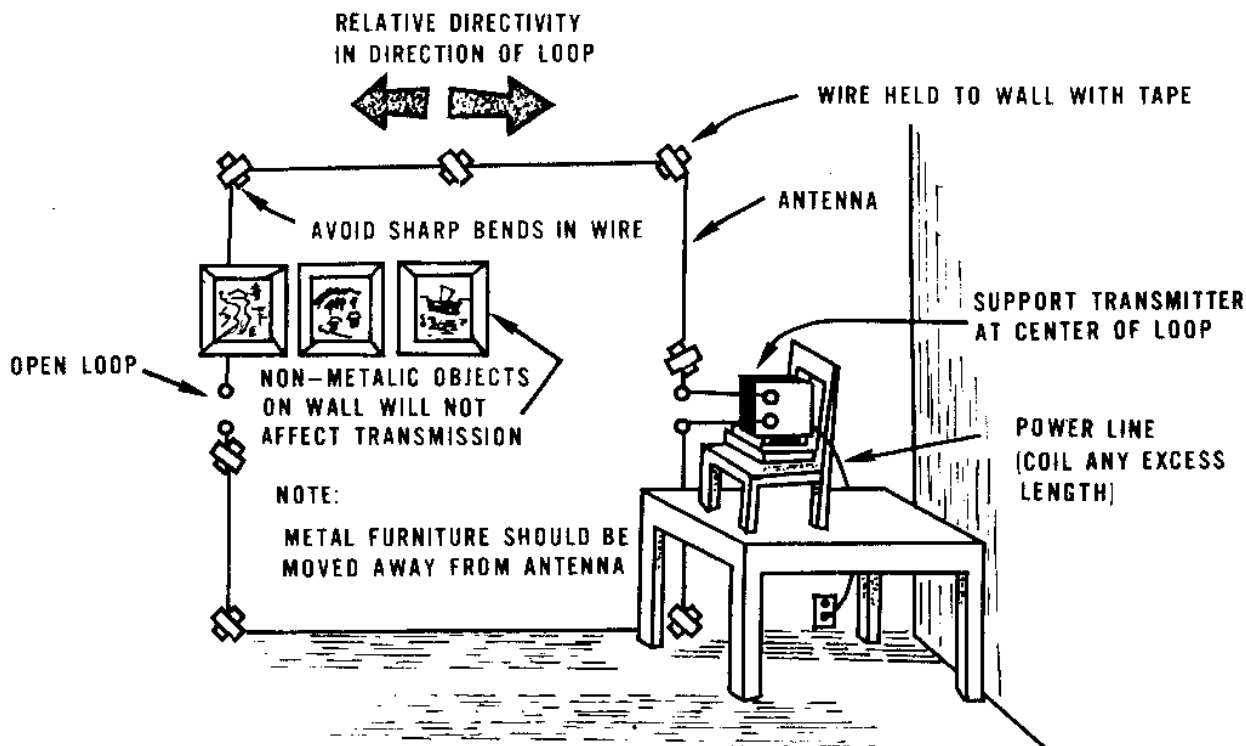 RELATIVE DIRECTIVITY
IN DIRECTION OF LOOP
WIRE HELD TO WALL WITH TAPE
ANTENNA
AVOID SHARP BENDS IN WIRE
SUPPORT TRANSMITTER
AT CENTER OF LOOP
OPEN LOOP
NON-METALIC OBJECTS
ON WALL WILL NOT
AFFECT TRANSMISSION
POWER LINE
(COIL ANY EXCESS
LENGTH)
NOTE:
METAL FURNITURE SHOULD BE
MOVED AWAY FROM ANTENNA